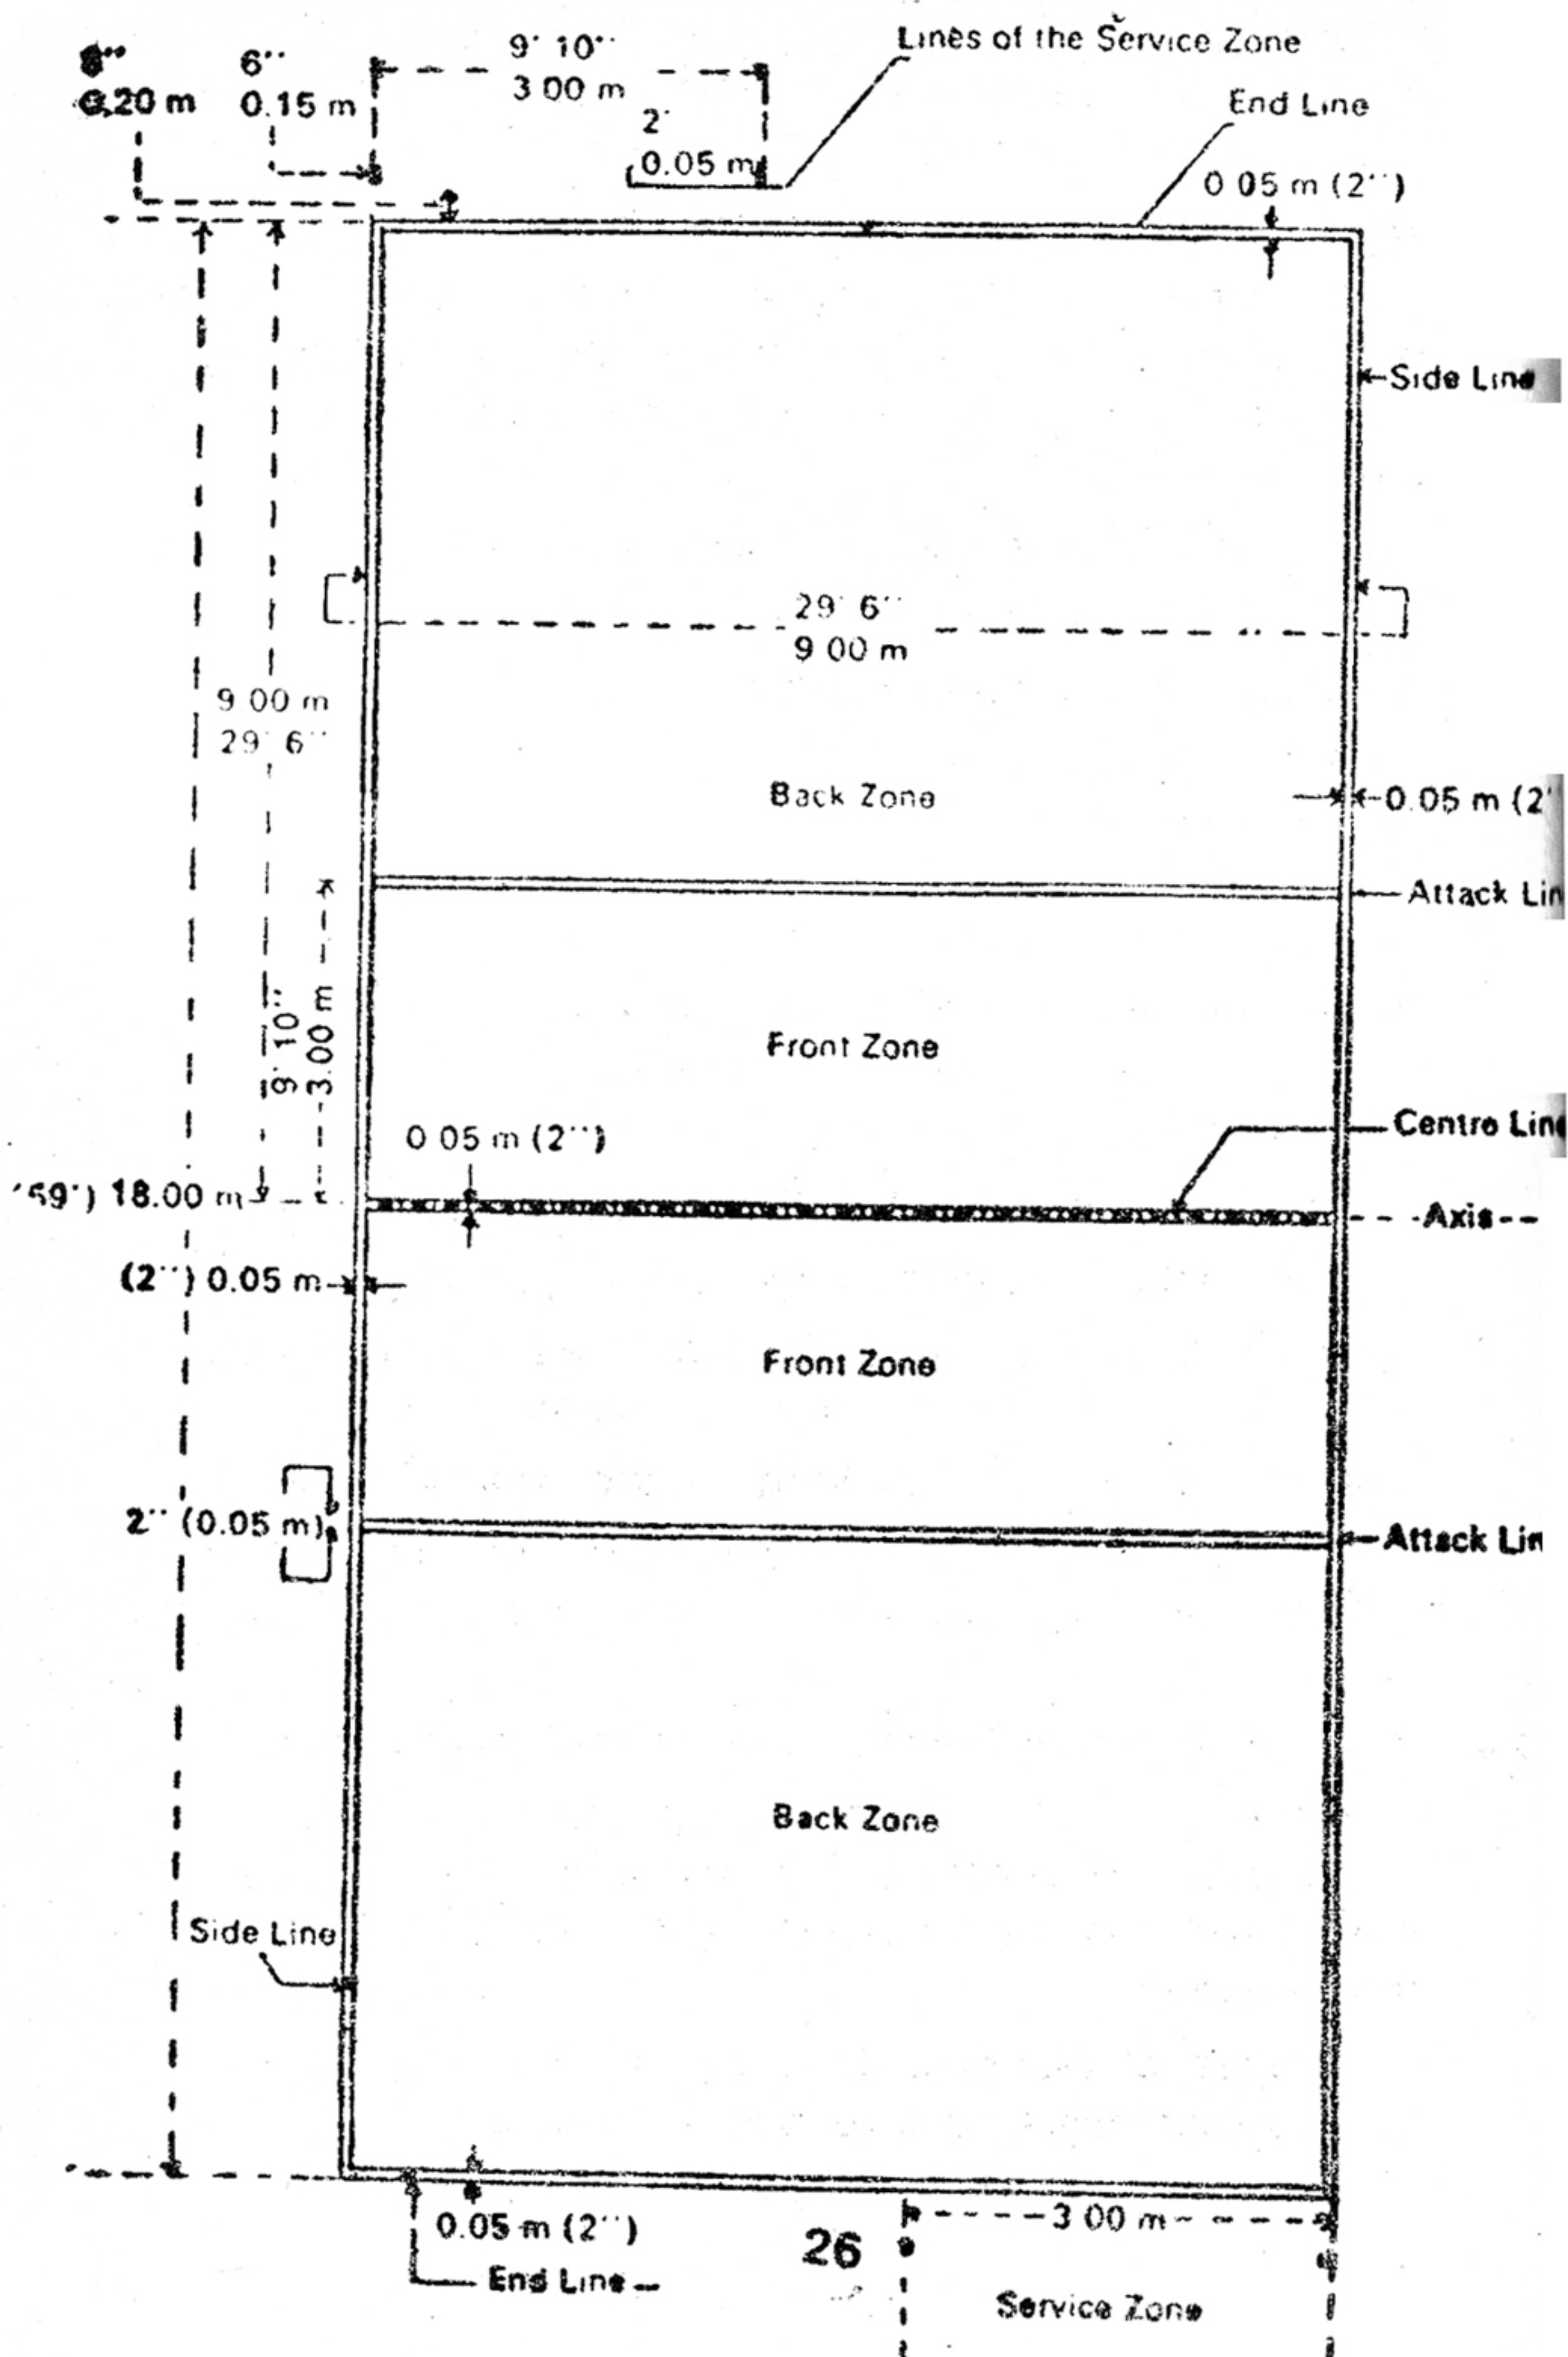 8''
0.20 m
6''
0.15 m
9' 10''
3 00 m
2'
0.05 m
Lines of the Service Zone
End Line
0 05 m (2'')
Side Line
29' 6''
9 00 m
9 00 m
29' 6''
Back Zone
0.05 m (2'
Attack Lin
9' 10''
3.00 m
Front Zone
0 05 m (2'')
Centre Line
'59') 18.00 m
Axis
(2'') 0.05 m
Front Zone
2'' (0.05 m)
Attack Lin
Back Zone
Side Line
0.05 m (2'')
End Line
26
3 00 m
Service Zone